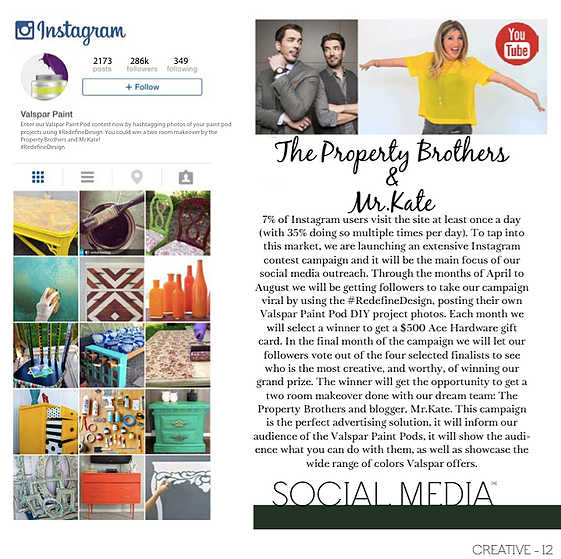 Instagram
2173 286k 349
posts followers following
+ Follow
Valspar Paint
Enter our Valspar Paint Pod contest now by hashtagging photos of your paint pod
projects using #RedefineDesign. You could win a two room makeover by the
Property Brothers and Mr.Kate!
#RedefineDesign
You
Tube
The Property Brothers
&
Mr.Kate
7% of Instagram users visit the site at least once a day
(with 35% doing so multiple times per day). To tap into
this market, we are launching an extensive Instagram
contest campaign and it will be the main focus of our
social media outreach. Through the months of April to
August we will be getting followers to take our campaign
viral by using the #RedefineDesign, posting their own
Valspar Paint Pod DIY project photos. Each month we
will select a winner to get a $500 Ace Hardware gift
card. In the final month of the campaign we will let our
followers vote out of the four selected finalists to see
who is the most creative, and worthy, of winning our
grand prize. The winner will get the opportunity to get a
two room makeover done with our dream team: The
Property Brothers and blogger, Mr.Kate. This campaign
is the perfect advertising solution, it will inform our
audience of the Valspar Paint Pods, it will show the audi-
ence what you can do with them, as well as showcase the
wide range of colors Valspar offers.
SOCIAL MEDIA
CREATIVE - 12